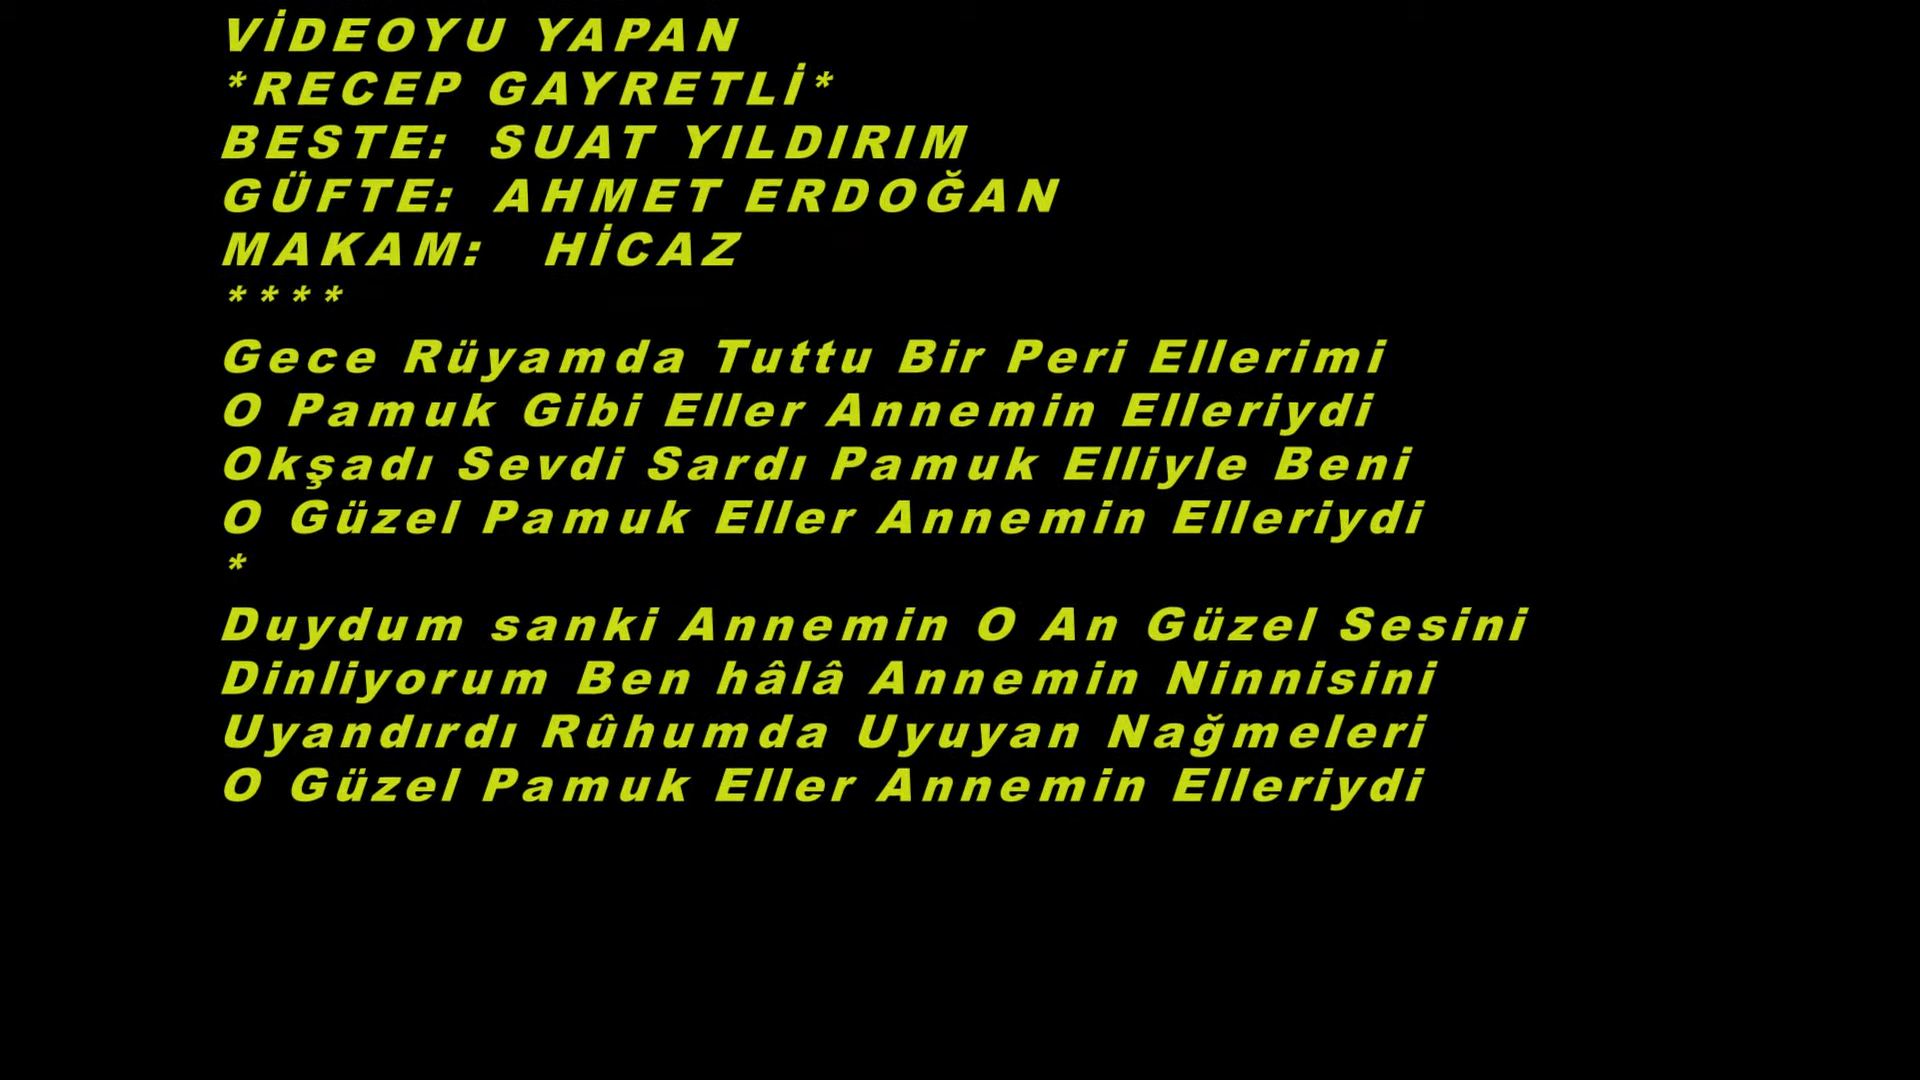 VİDEOYU YAPAN
*RECEP GAYRETLİ*
BESTE: SUAT YILDIRIM
GÜFTE: AHMET ERDOĞAN
MAKAM: HİCAZ
****
Gece Rüyamda Tuttu Bir Peri Ellerimi
O Pamuk Gibi Eller Annemin Elleriydi
Okşadı Sevdi Sardı Pamuk Elliyle Beni
O Güzel Pamuk Eller Annemin Elleriydi
*
Duydum sanki Annemin O An Güzel Sesini
Dinliyorum Ben hâlâ Annemin Ninnisini
Uyandırdı Rûhumda Uyuyan Nağmeleri
O Güzel Pamuk Eller Annemin Elleriydi